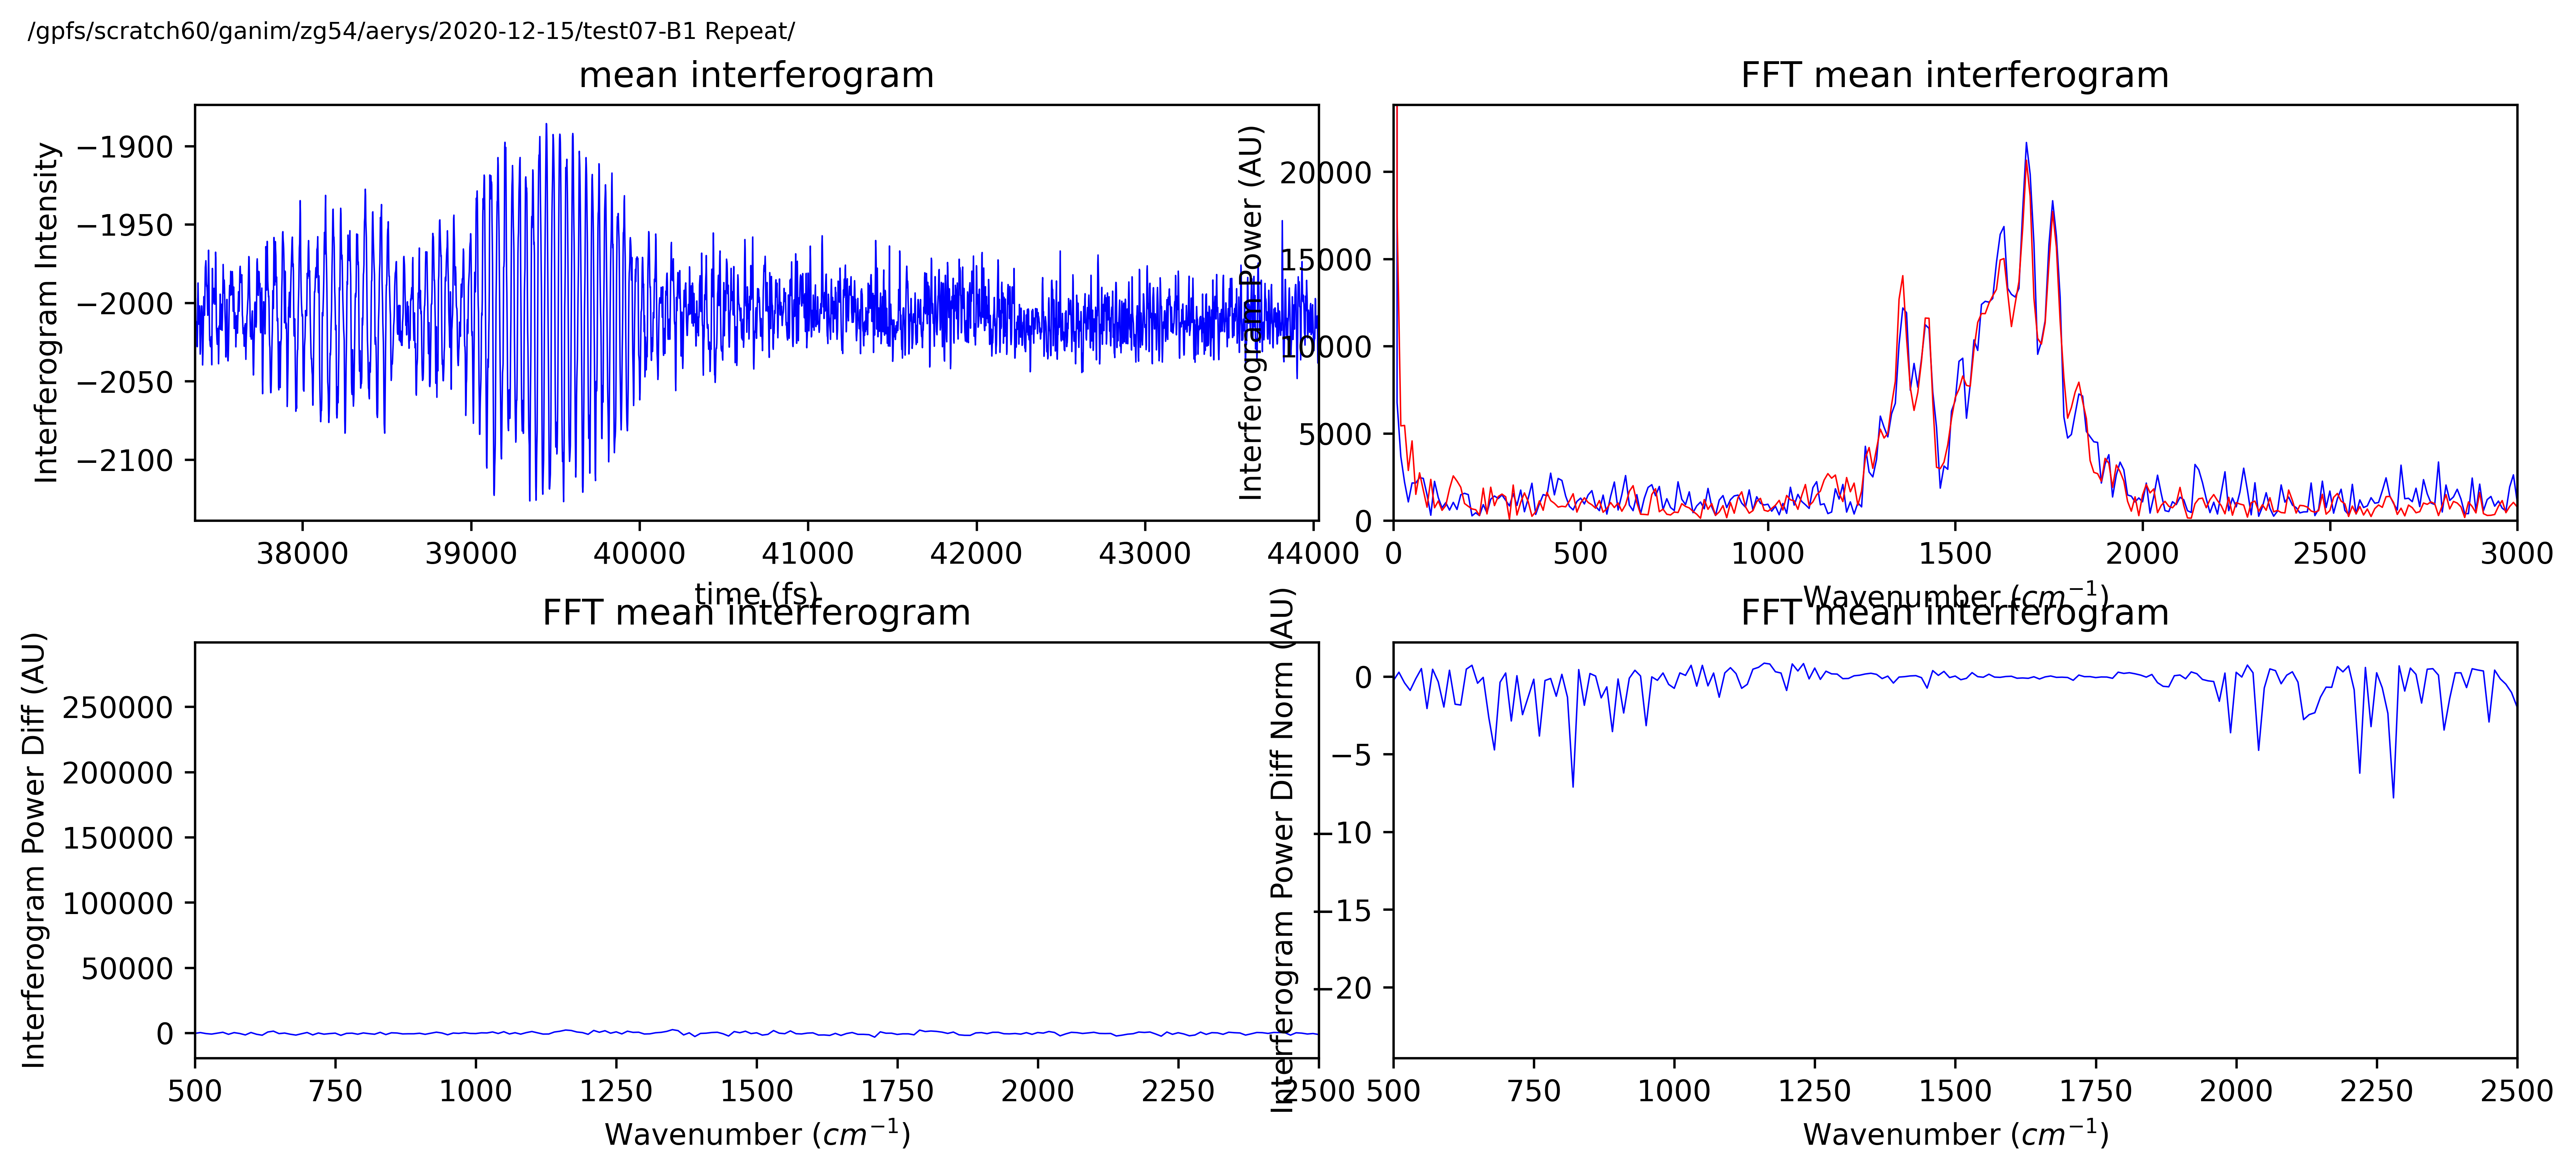 /gpfs/scratch60/ganim/zg54/aerys/2020-12-15/test07-B1 Repeat/
mean interferogram
Interferogram Intensity
−1900
−1950
−2000
−2050
−2100
38000 39000 40000 41000 42000 43000 44000
time (fs)
FFT mean interferogram
Interferogram Power (AU)
20000
15000
10000
5000
0
0 500 1000 1500 2000 2500 3000
Wavenumber (cm⁻¹)
FFT mean interferogram
Interferogram Power Diff (AU)
250000
200000
150000
100000
50000
0
500 750 1000 1250 1500 1750 2000 2250 2500
Wavenumber (cm⁻¹)
FFT mean interferogram
Interferogram Power Diff Norm (AU)
0
−5
−10
−15
−20
500 750 1000 1250 1500 1750 2000 2250 2500
Wavenumber (cm⁻¹)